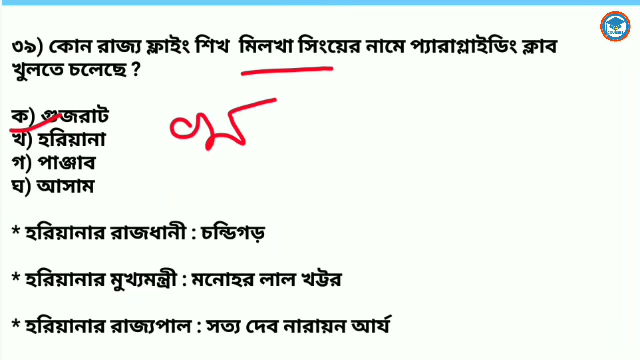 ৩৯) কোন রাজ্য ফ্লাইং শিখ মিলখা সিংয়ের নামে প্যারাগ্লাইডিং ক্লাব
খুলতে চলেছে ?
ক) গুজরাট
খ) হরিয়ানা
গ) পাঞ্জাব
ঘ) আসাম
* হরিয়ানার রাজধানী : চন্ডিগড়
* হরিয়ানার মুখ্যমন্ত্রী : মনোহর লাল খট্টর
* হরিয়ানার রাজ্যপাল : সত্য দেব নারায়ন আর্য